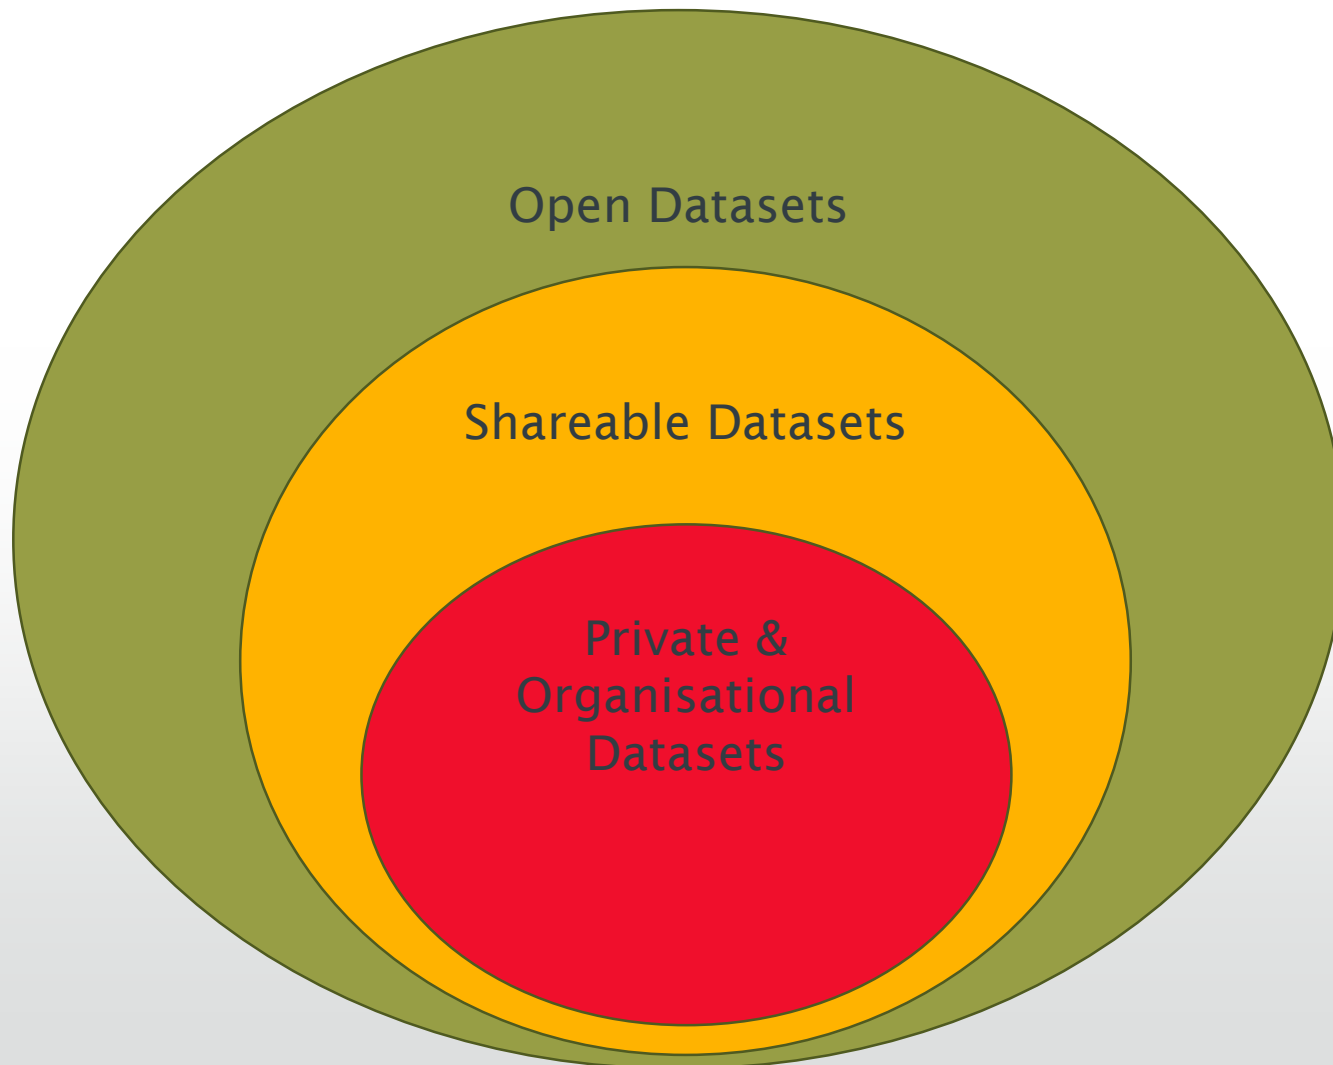 Open Datasets
Shareable Datasets
Private &
Organisational
Datasets